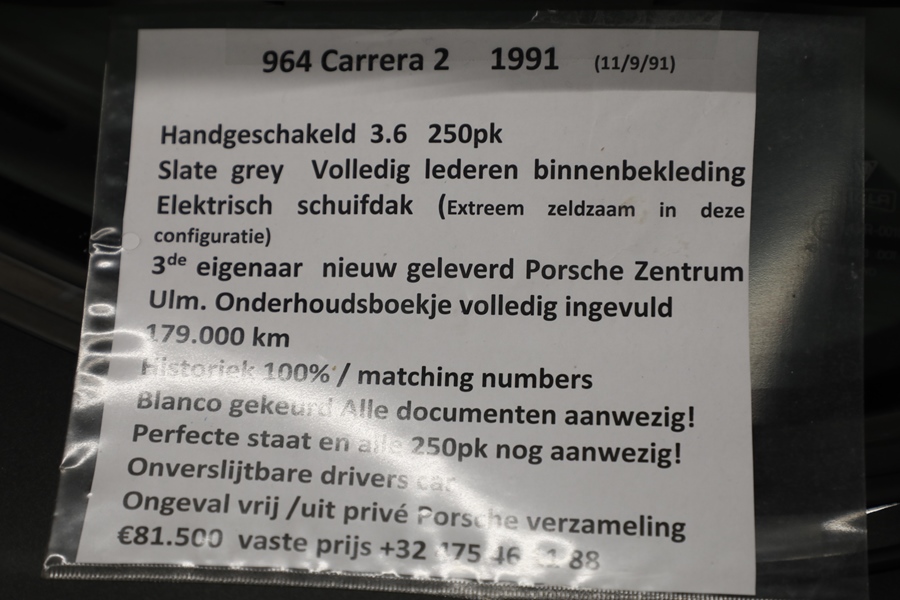 964 Carrera 2 1991 (11/9/91)
Handgeschakeld 3.6 250pk
Slate grey Volledig lederen binnenbekleding
Elektrisch schuifdak (Extreem zeldzaam in deze
configuratie)
3de eigenaar nieuw geleverd Porsche Zentrum
Ulm. Onderhoudsboekje volledig ingevuld
179.000 km
Historiek 100% / matching numbers
Blanco gekeurd Alle documenten aanwezig!
Perfecte staat en alle 250pk nog aanwezig!
Onverslijtbare drivers car
Ongeval vrij /uit privé Porsche verzameling
€81.500 vaste prijs +32